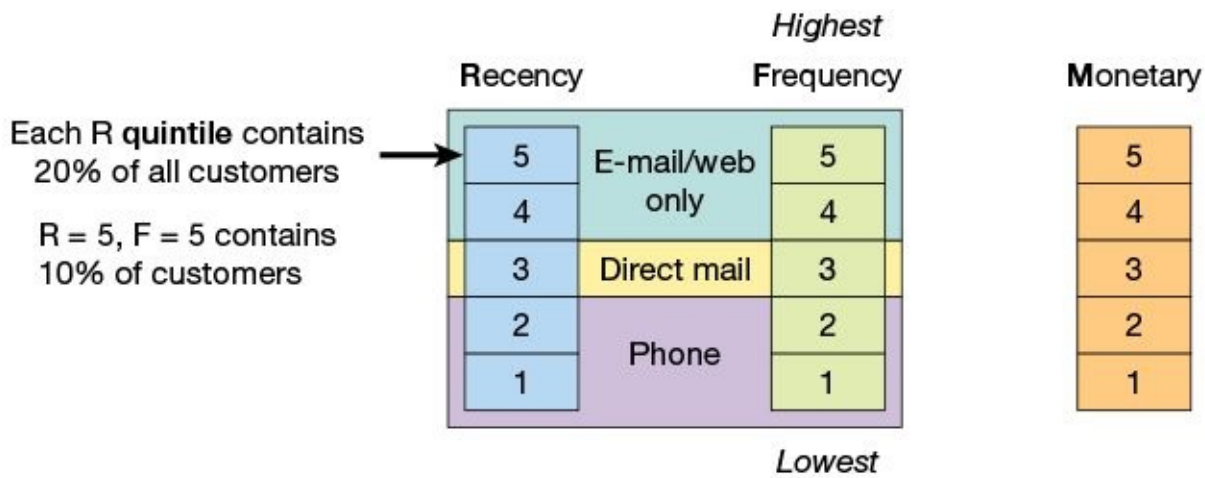 Highest
Recency
Frequency
Monetary
Each R quintile contains
20% of all customers
R = 5, F = 5 contains
10% of customers
5
E-mail/web
only
5
5
4
4
4
3
Direct mail
3
3
2
Phone
2
2
1
1
1
Lowest